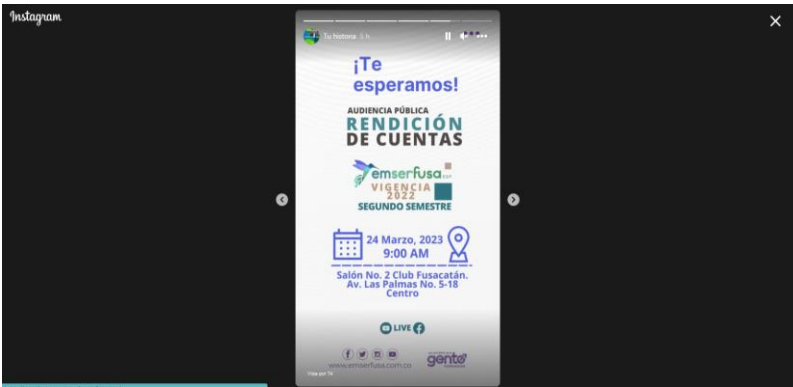 Instagram
Tu historia 5 h
¡Te
esperamos!
AUDIENCIA PÚBLICA
RENDICIÓN
DE CUENTAS
emserfusa ESP
VIGENCIA
2022
SEGUNDO SEMESTRE
24 Marzo, 2023
9:00 AM
Salón No. 2 Club Fusacatán.
Av. Las Palmas No. 5-18
Centro
LIVE
www.emserfusa.com.co
gente